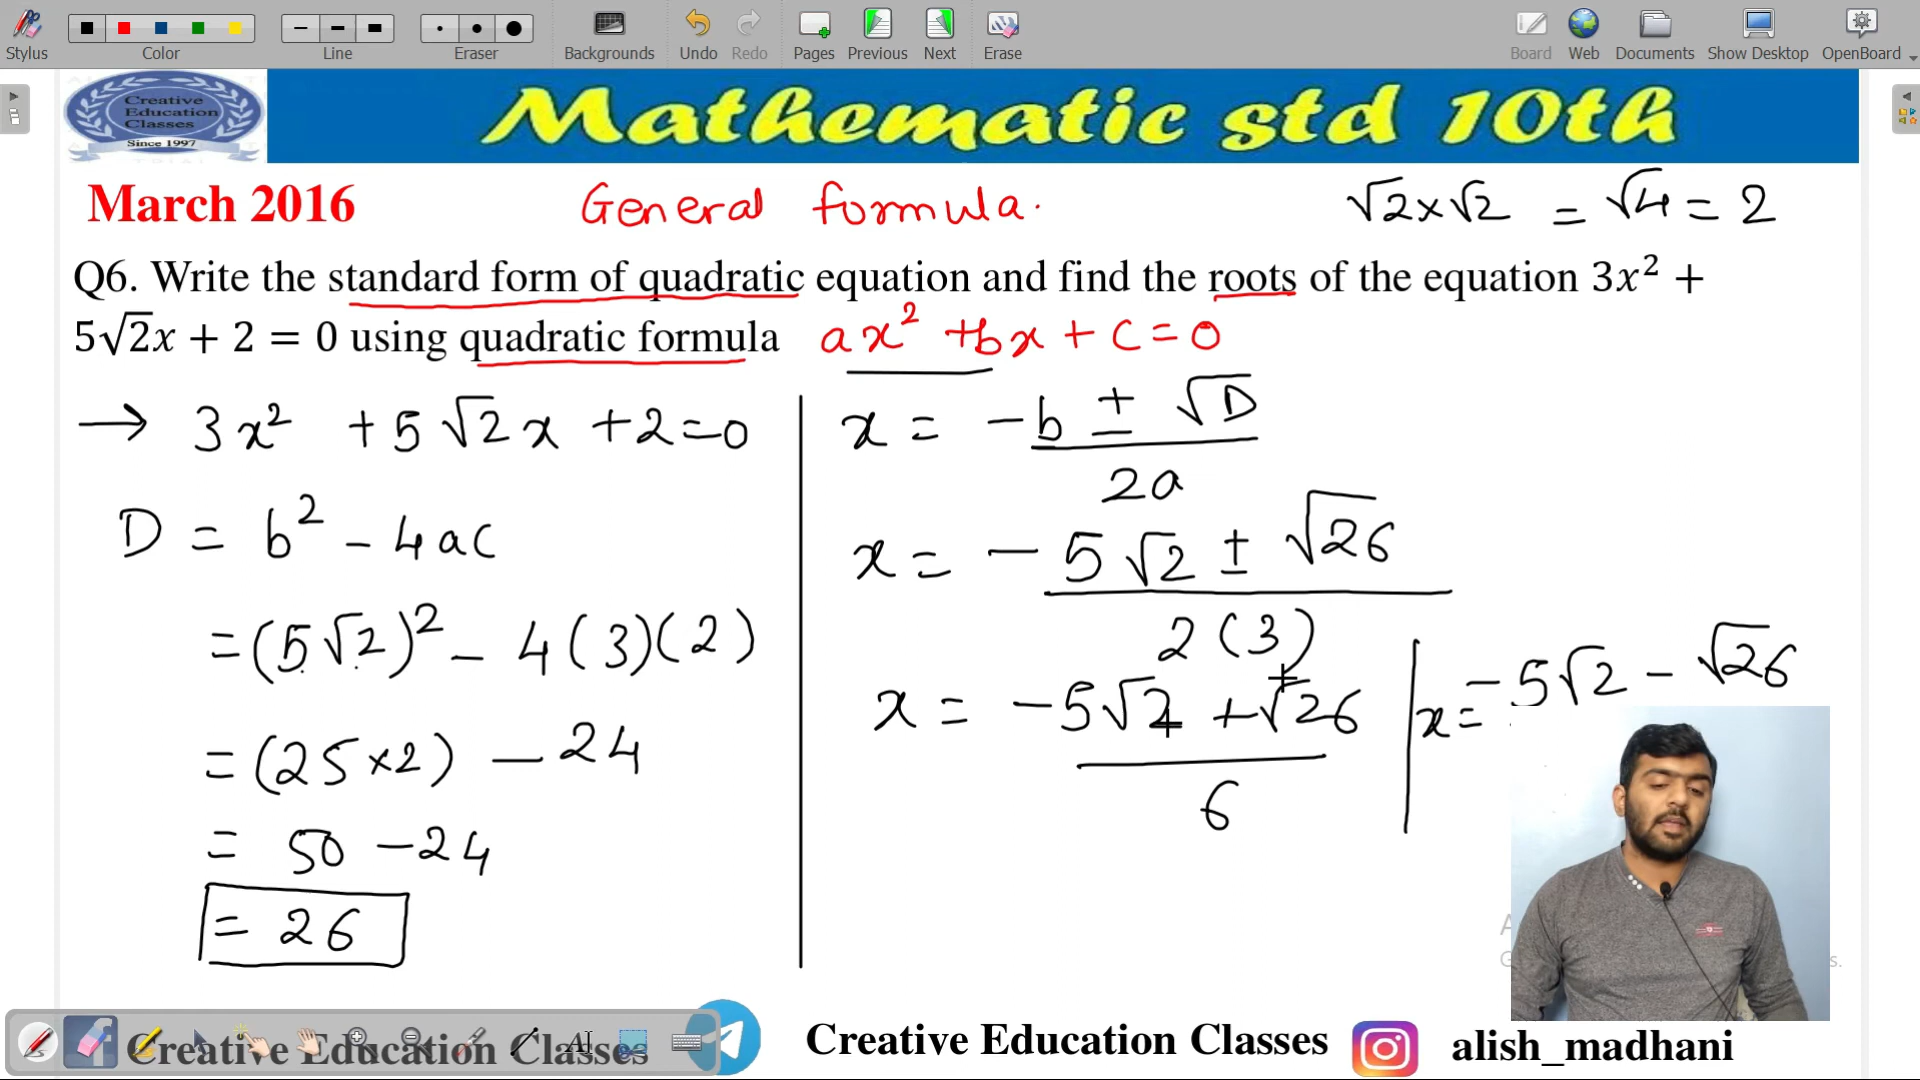 Stylus Color Line Eraser Backgrounds Undo Redo Pages Previous Next Erase Board Web Documents Show Desktop OpenBoard
Creative
Education
Classes
Since 1997
Mathematic std 10th
March 2016
General formula.
√2×√2 = √4 = 2
Q6. Write the standard form of quadratic equation and find the roots of the equation 3x² +
5√2x + 2 = 0 using quadratic formula
ax² +bx + c = 0
→ 3x² +5√2x +2=0
D = b² - 4ac
=(5√2)² - 4(3)(2)
=(25×2) - 24
= 50 -24
= 26
x = -b ± √D
2a
x = -5√2 ± √26
2(3)
x = -5√2 +√26
6
x = -5√2 - √26
Creative Education Classes
Creative Education Classes
alish_madhani